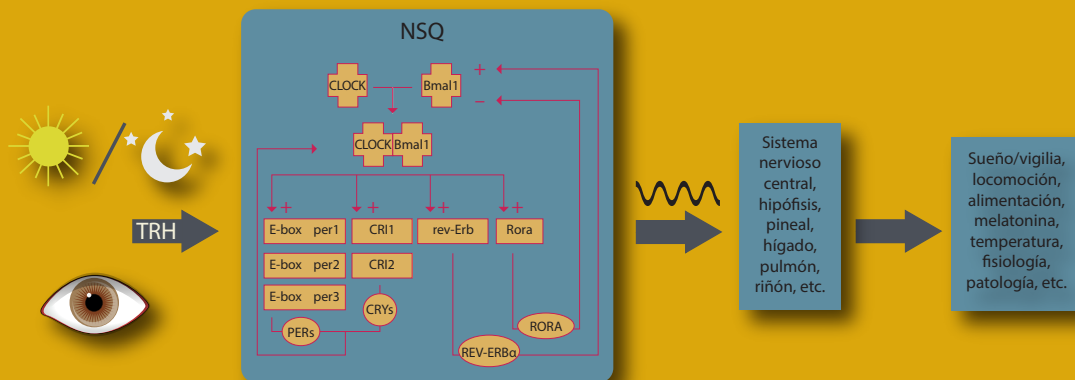 NSQ
CLOCK
Bmal1
+
−
CLOCK Bmal1
TRH
+
+
+
+
E-box per1
CRI1
rev-Erb
Rora
E-box per2
CRI2
E-box per3
CRYs
PERs
RORA
REV-ERBα
Sistema
nervioso
central,
hipófisis,
pineal,
hígado,
pulmón,
riñón, etc.
Sueño/vigilia,
locomoción,
alimentación,
melatonina,
temperatura,
fisiología,
patología, etc.